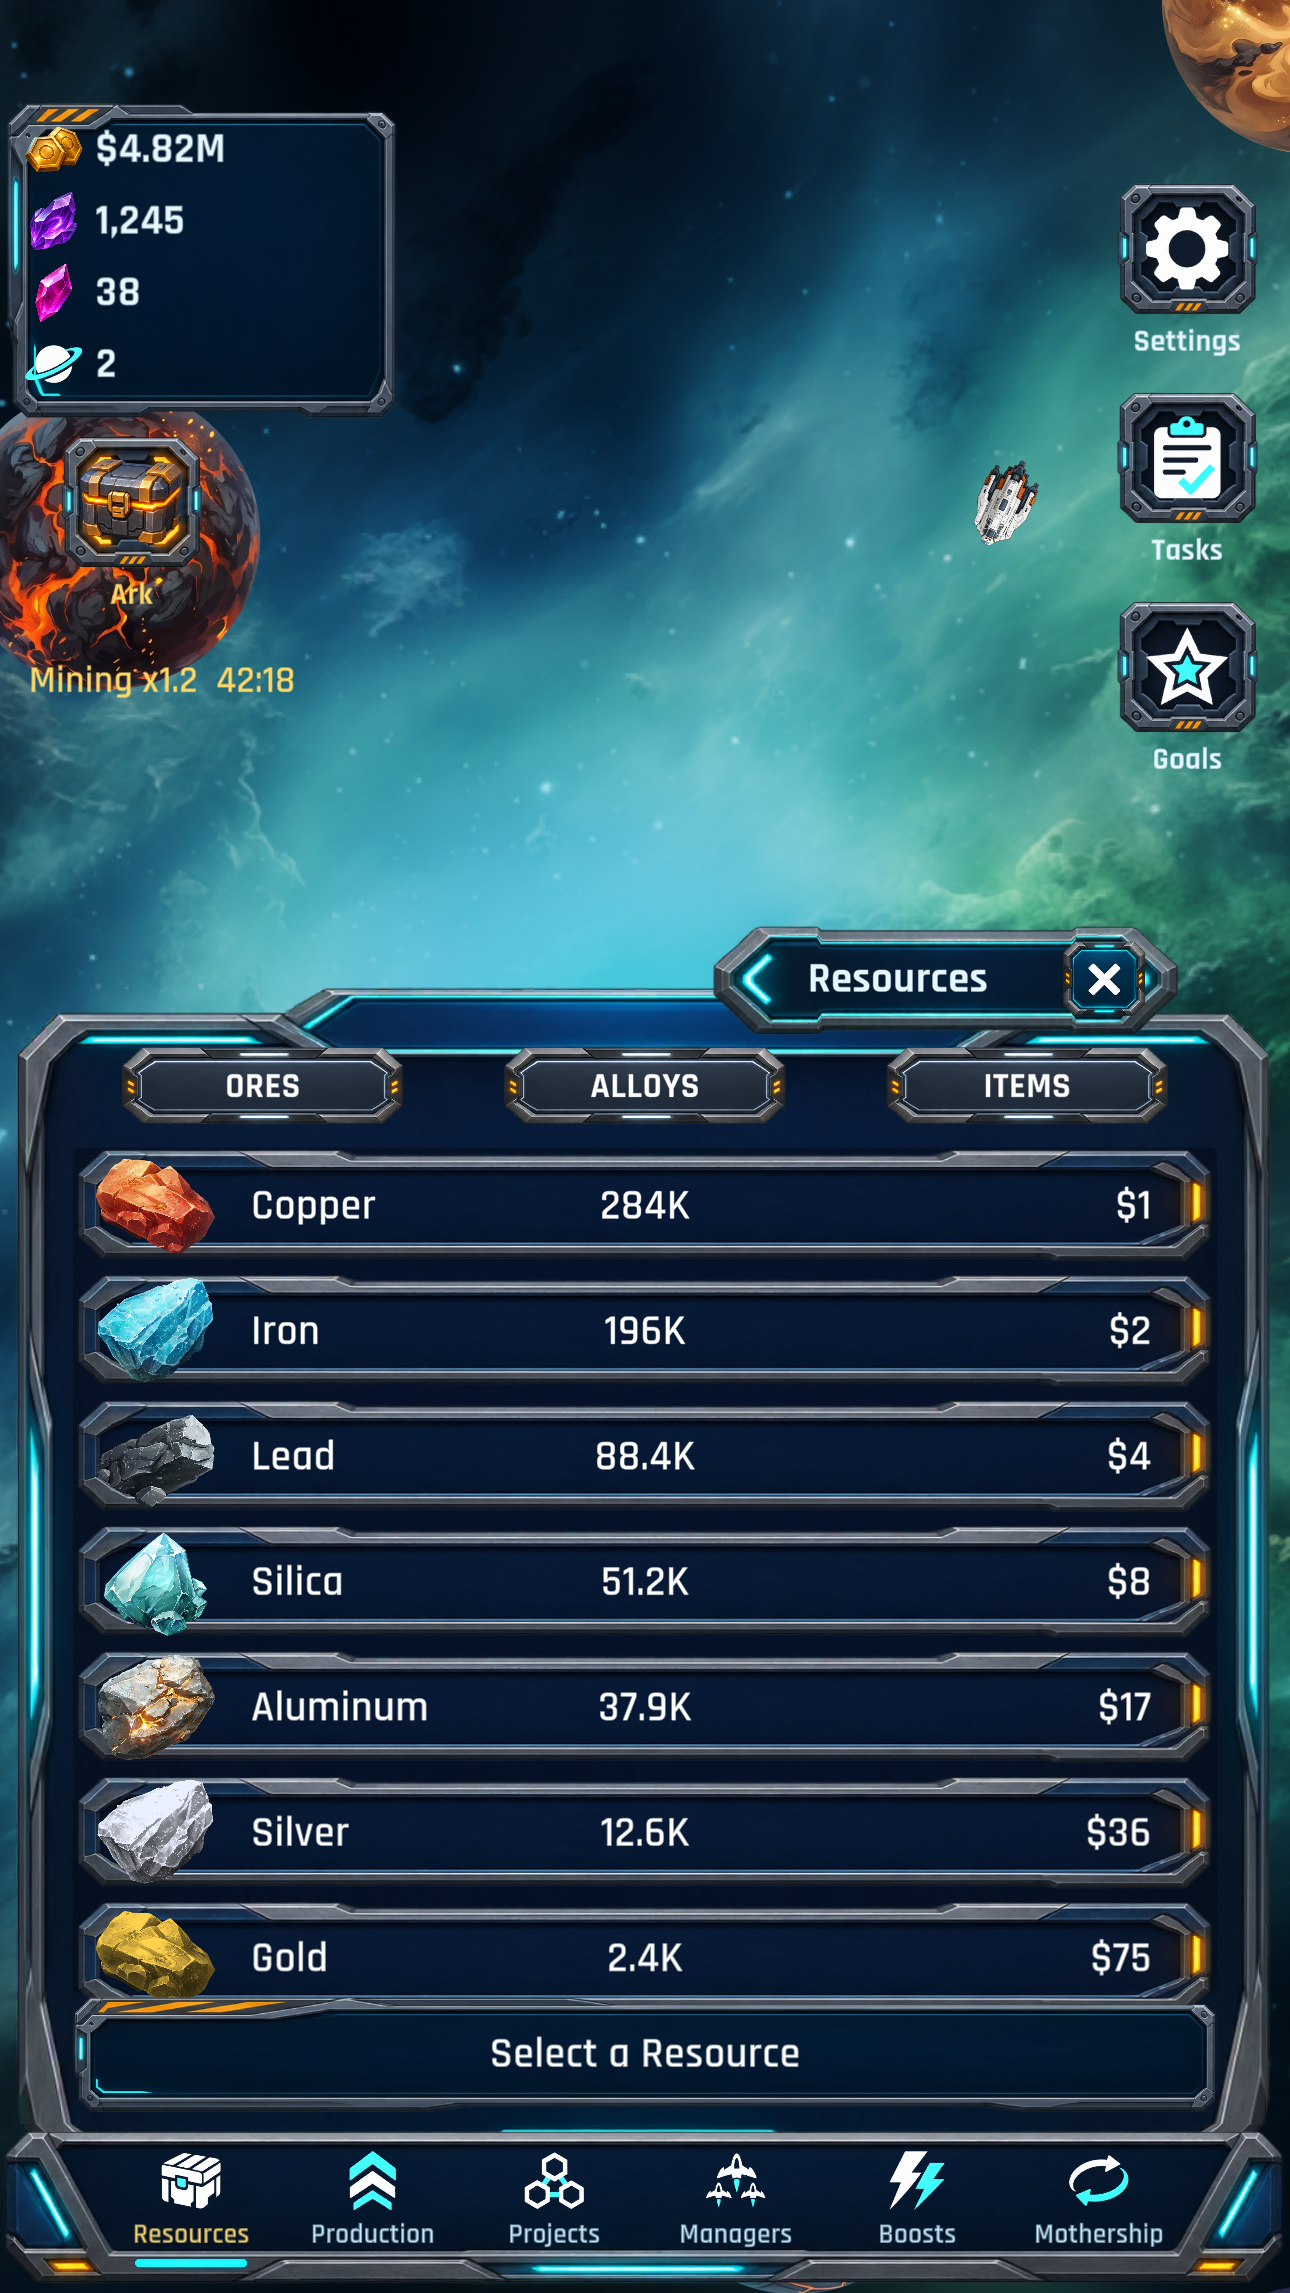 $4.82M
1,245
38
2
Settings
Tasks
Ark
Mining x1.2 42:18
Goals
Resources
ORES ALLOYS ITEMS
Copper 284K $1
Iron 196K $2
Lead 88.4K $4
Silica 51.2K $8
Aluminum 37.9K $17
Silver 12.6K $36
Gold 2.4K $75
Select a Resource
Resources Production Projects Managers Boosts Mothership